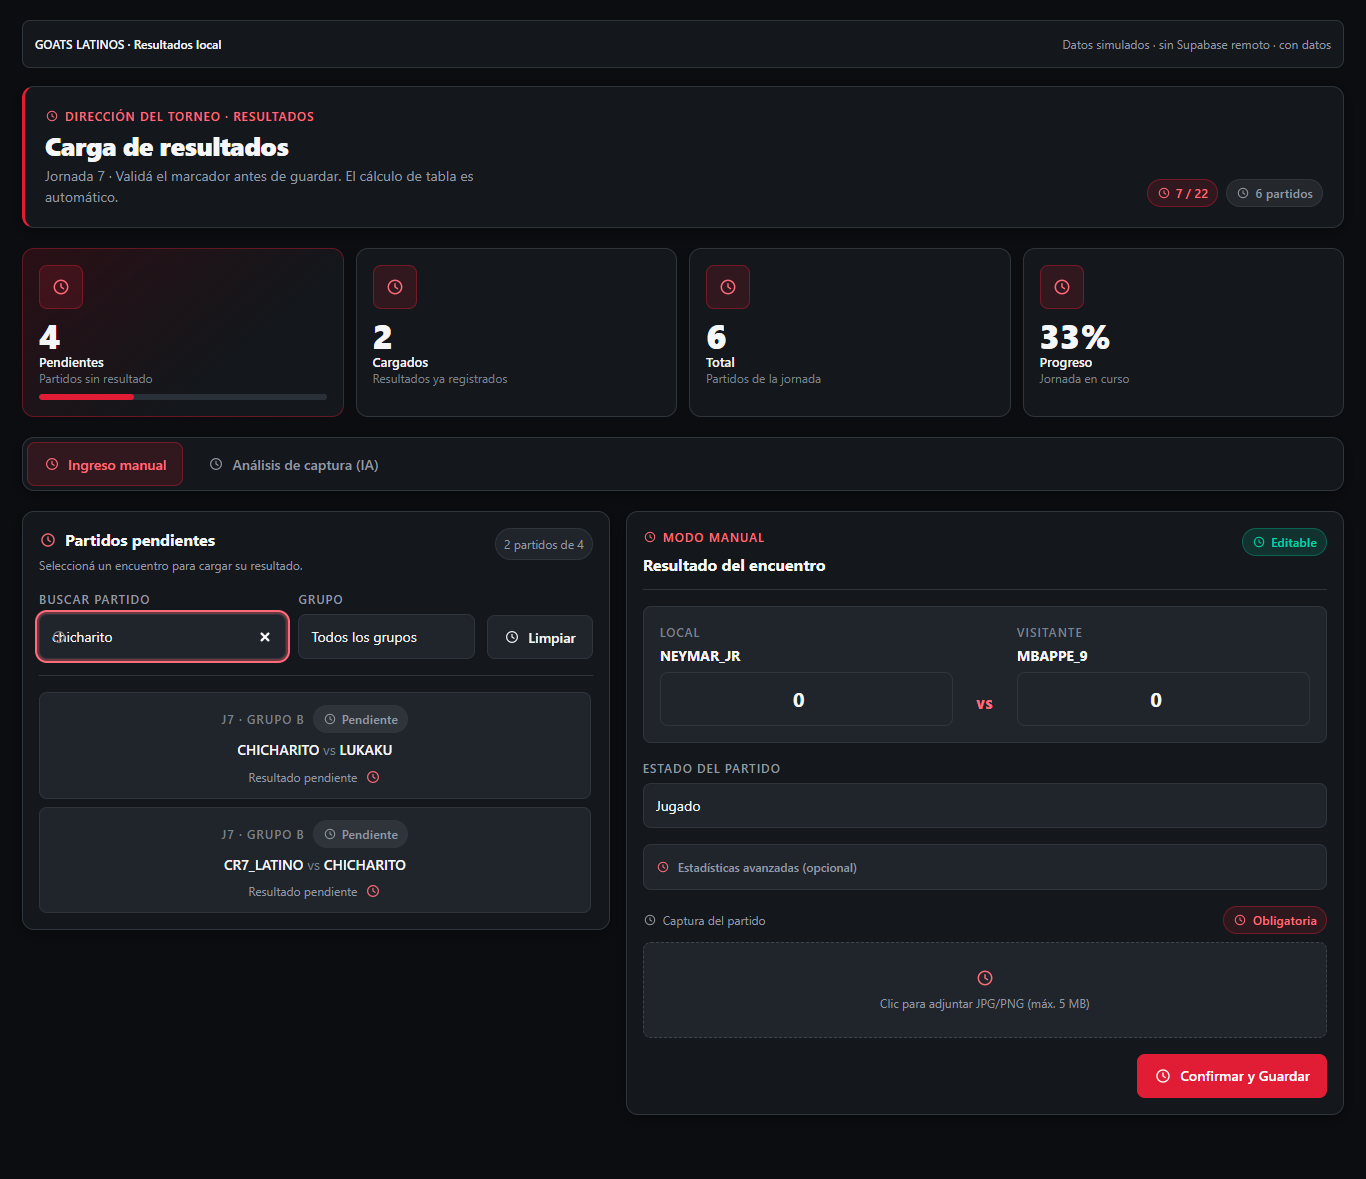 GOATS LATINOS · Resultados local
Datos simulados · sin Supabase remoto · con datos
DIRECCIÓN DEL TORNEO · RESULTADOS
Carga de resultados
Jornada 7 · Validá el marcador antes de guardar. El cálculo de tabla es
automático.
7 / 22
6 partidos
4
Pendientes
Partidos sin resultado
2
Cargados
Resultados ya registrados
6
Total
Partidos de la jornada
33%
Progreso
Jornada en curso
Ingreso manual
Análisis de captura (IA)
Partidos pendientes
2 partidos de 4
Seleccioná un encuentro para cargar su resultado.
BUSCAR PARTIDO
GRUPO
chicharito
Todos los grupos
Limpiar
J7 · GRUPO B
Pendiente
CHICHARITO vs LUKAKU
Resultado pendiente
J7 · GRUPO B
Pendiente
CR7_LATINO vs CHICHARITO
Resultado pendiente
MODO MANUAL
Editable
Resultado del encuentro
LOCAL
NEYMAR_JR
0
vs
VISITANTE
MBAPPE_9
0
ESTADO DEL PARTIDO
Jugado
Estadísticas avanzadas (opcional)
Captura del partido
Obligatoria
Clic para adjuntar JPG/PNG (máx. 5 MB)
Confirmar y Guardar